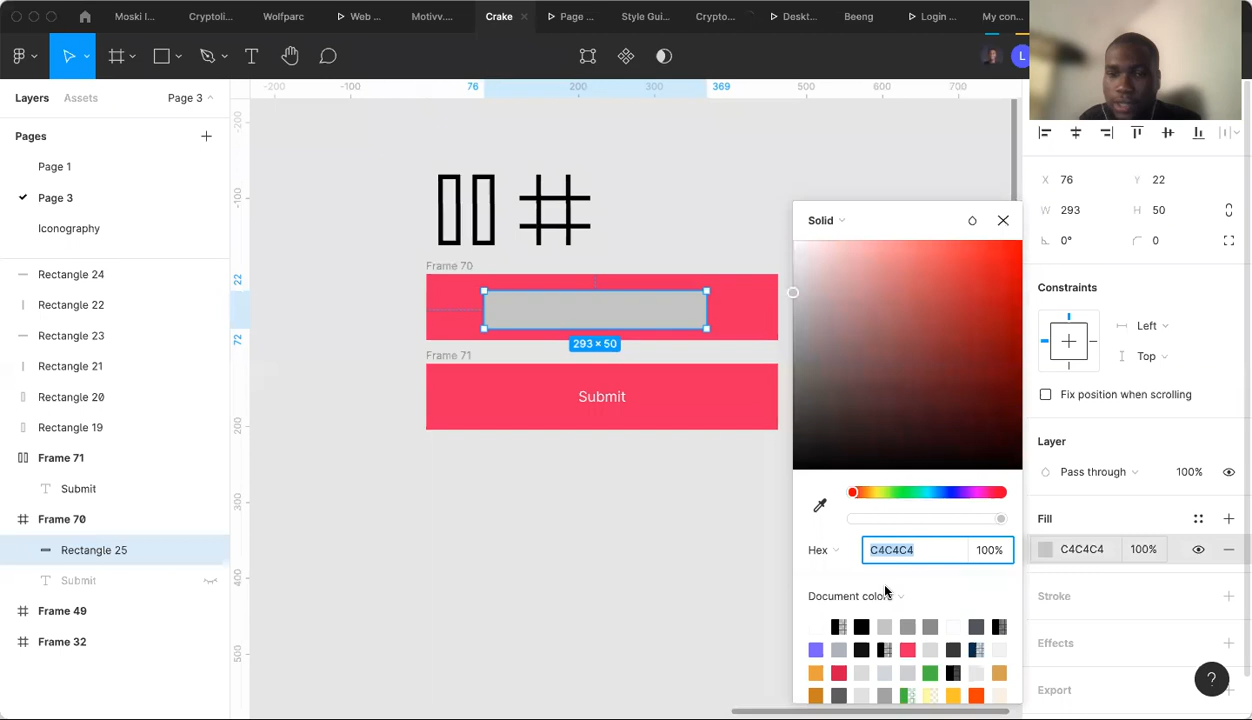 Moski I...
Cryptoli...
Wolfparc
Web ...
Motivv....
Crake
Page ...
Style Gui...
Crypto...
Deskt...
Beeng
Login ...
My con...
L
Layers
Assets
Page 3
Pages
Page 1
Page 3
Iconography
Rectangle 24
Rectangle 22
Rectangle 23
Rectangle 21
Rectangle 20
Rectangle 19
Frame 71
Submit
Frame 70
Rectangle 25
Submit
Frame 49
Frame 32
-200
-100
76
200
300
369
500
600
700
-200
-100
22
72
200
300
400
500
Frame 70
293 × 50
Frame 71
Submit
Solid
Hex
C4C4C4
100%
Document colors
X 76
Y 22
W 293
H 50
0°
0
Constraints
Left
Top
Fix position when scrolling
Layer
Pass through
100%
Fill
C4C4C4
100%
Stroke
Effects
Export
?